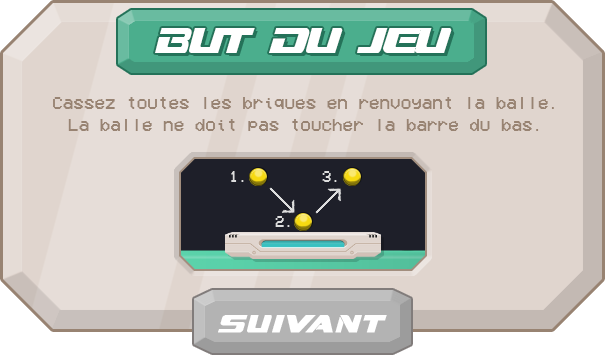 BUT DU JEU
Cassez toutes les briques en renvoyant la balle.
La balle ne doit pas toucher la barre du bas.
1. 3.
2.
SUIVANT